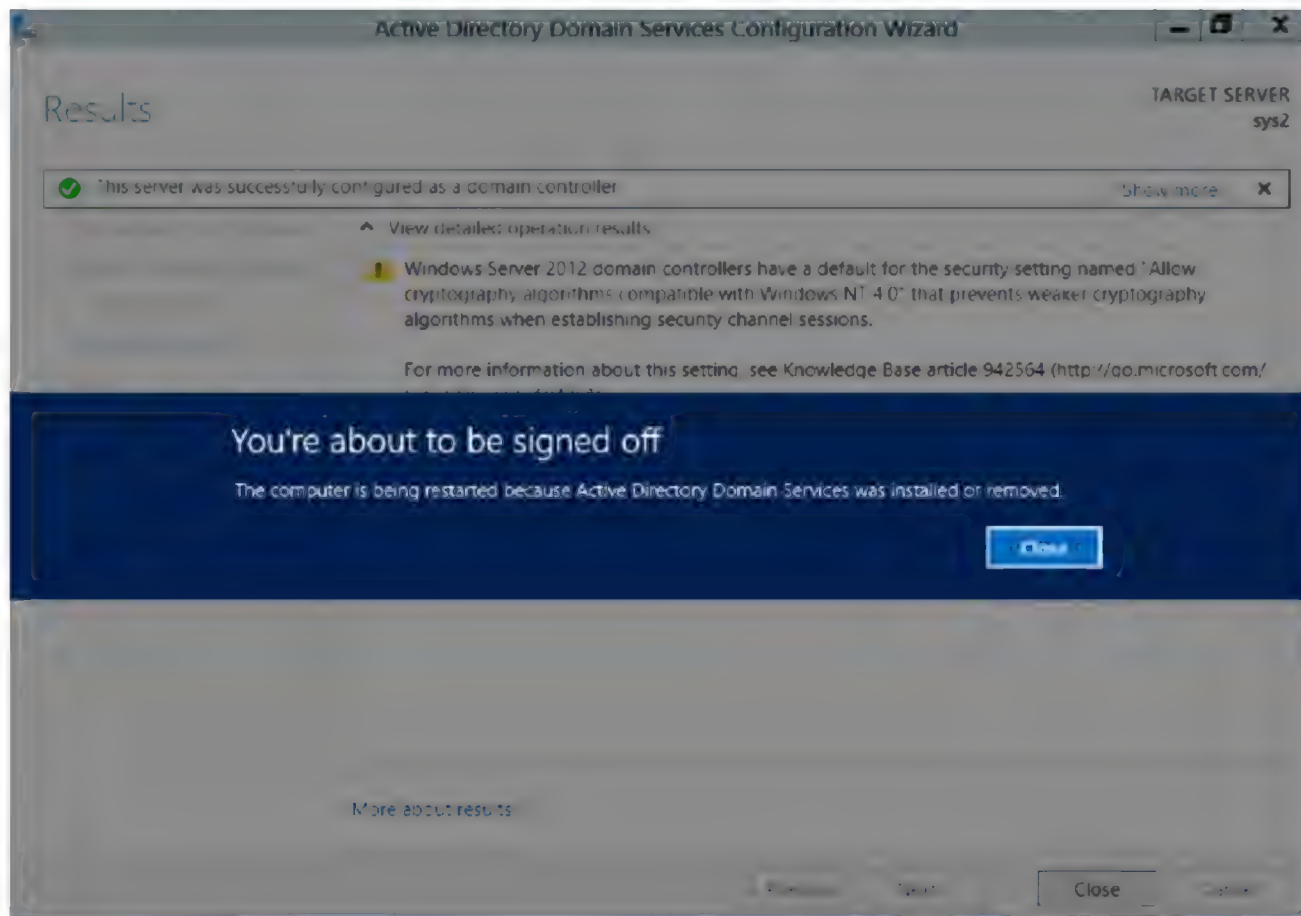 Active Directory Domain Services Configuration Wizard
Results
TARGET SERVER
sys2
This server was successfully configured as a domain controller
Show more
View detailed operation results
Windows Server 2012 domain controllers have a default for the security setting named "Allow
cryptography algorithms compatible with Windows NT 4.0" that prevents weaker cryptography
algorithms when establishing security channel sessions.
For more information about this setting, see Knowledge Base article 942564 (http://go.microsoft.com/
You're about to be signed off
The computer is being restarted because Active Directory Domain Services was installed or removed.
Close
More about results
Close